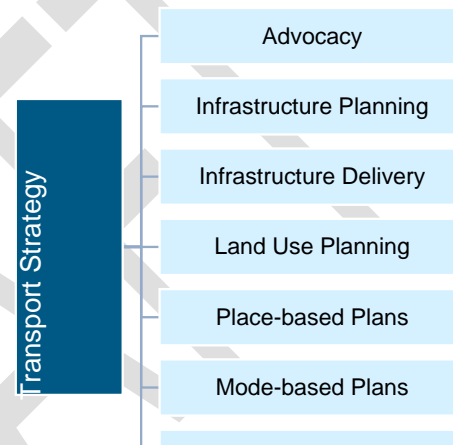 Transport Strategy
Advocacy
Infrastructure Planning
Infrastructure Delivery
Land Use Planning
Place-based Plans
Mode-based Plans